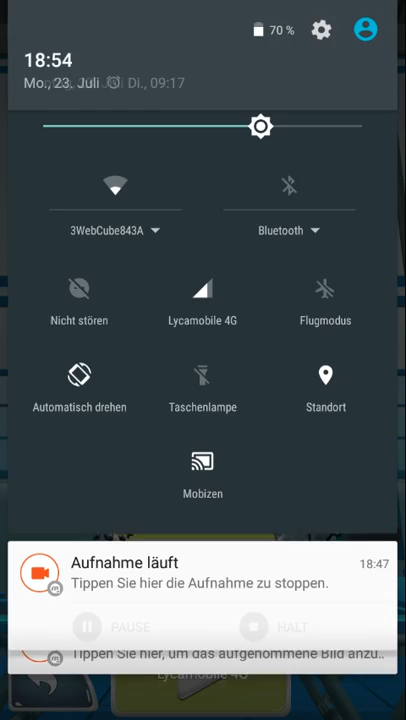 70 %
18:54
Mo., 23. Juli Di., 09:17
3WebCube843A
Bluetooth
Nicht stören
Lycamobile 4G
Flugmodus
Automatisch drehen
Taschenlampe
Standort
Mobizen
Aufnahme läuft
18:47
Tippen Sie hier die Aufnahme zu stoppen.
PAUSE
HALT
Tippen Sie hier, um das aufgenommene Bild anzu..
Lycamobile 4G